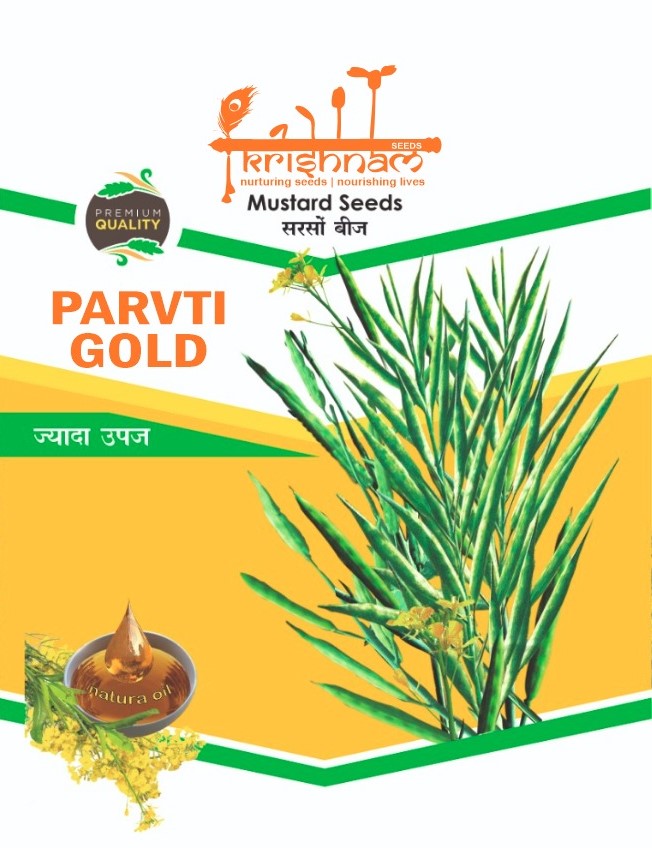 SEEDS
krishnam
nurturing seeds | nourishing lives
Mustard Seeds
सरसों बीज
PREMIUM
QUALITY
PARVTI
GOLD
ज्यादा उपज
natura oil